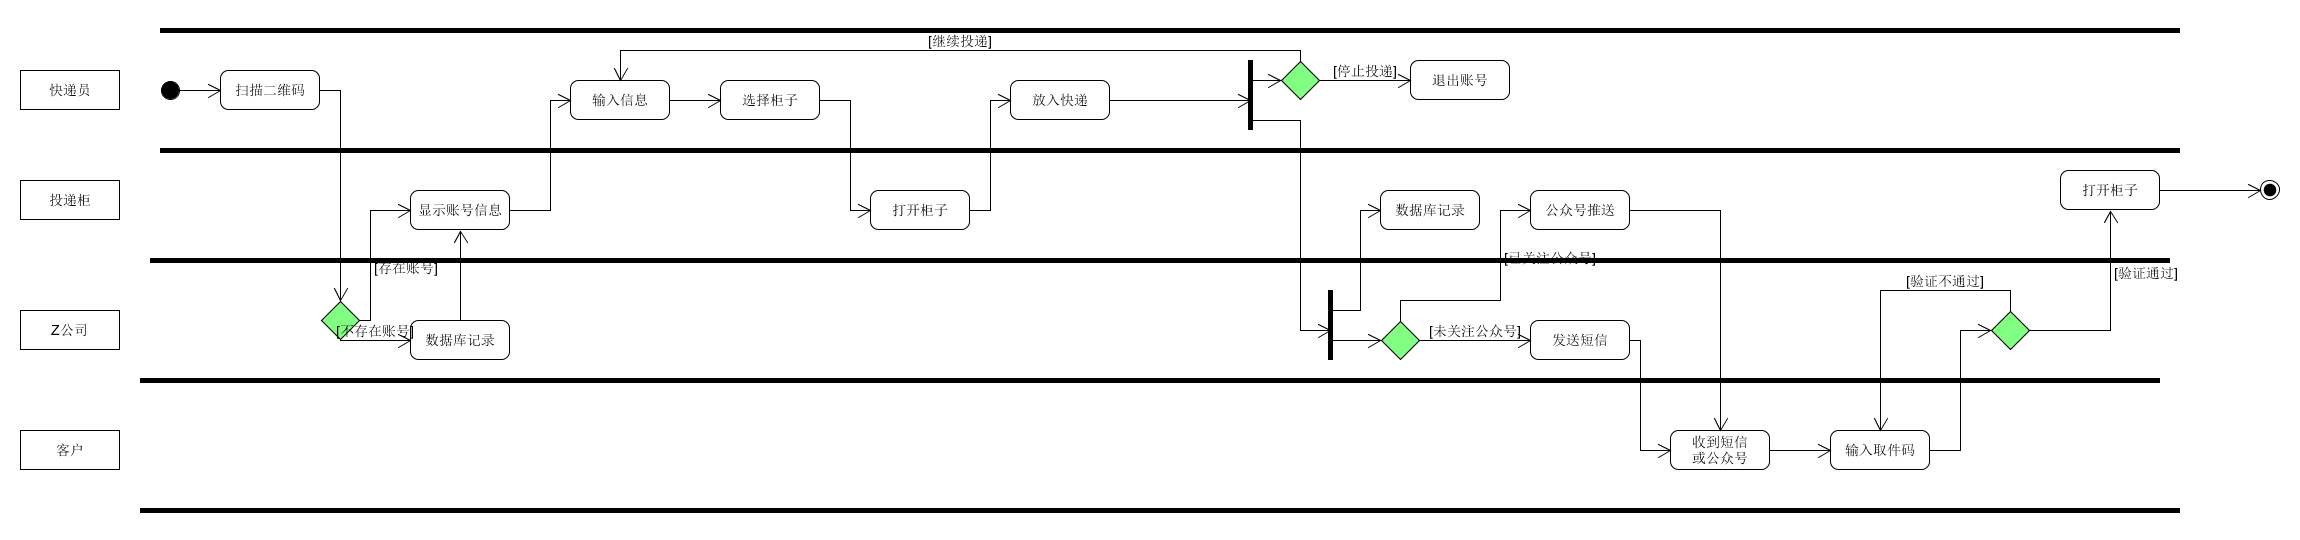 [继续投递]
快递员
扫描二维码
输入信息
选择柜子
放入快递
[停止投递]
退出账号
投递柜
显示账号信息
打开柜子
数据库记录
公众号推送
打开柜子
[存在账号]
[已关注公众号]
[验证通过]
[验证不通过]
Z公司
[不存在账号]
数据库记录
[未关注公众号]
发送短信
客户
收到短信
或公众号
输入取件码